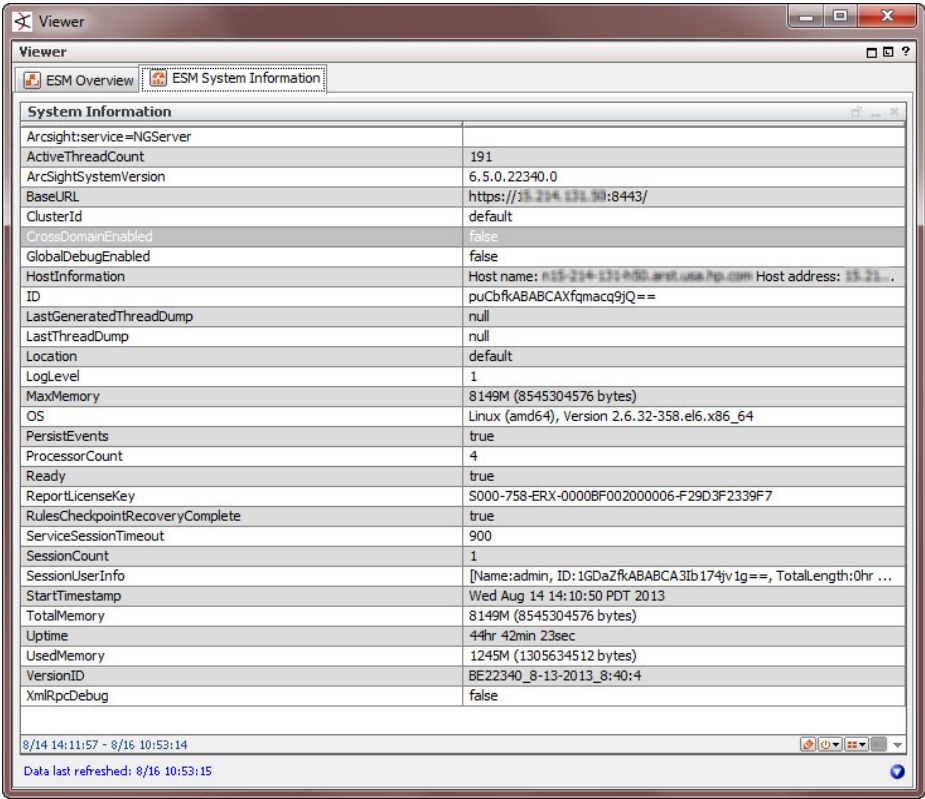 Viewer
Viewer
?
ESM Overview ESM System Information
System Information
Arcsight:service=NGServer
ActiveThreadCount 191
ArcSightSystemVersion 6.5.0.22340.0
BaseURL https:// :8443/
ClusterId default
CrossDomainEnabled false
GlobalDebugEnabled false
HostInformation Host name: Host address: ...
ID puCbfkABABCAXfqmacq9jQ==
LastGeneratedThreadDump null
LastThreadDump null
Location default
LogLevel 1
MaxMemory 8149M (8545304576 bytes)
OS Linux (amd64), Version 2.6.32-358.el6.x86_64
PersistEvents true
ProcessorCount 4
Ready true
ReportLicenseKey S000-758-ERX-0000BF002000006-F29D3F2339F7
RulesCheckpointRecoveryComplete true
ServiceSessionTimeout 900
SessionCount 1
SessionUserInfo [Name:admin, ID:1GDaZfkABABCA3Ib174jv1g==, TotalLength:0hr ...
StartTimestamp Wed Aug 14 14:10:50 PDT 2013
TotalMemory 8149M (8545304576 bytes)
Uptime 44hr 42min 23sec
UsedMemory 1245M (1305634512 bytes)
VersionID BE22340_8-13-2013_8:40:4
XmlRpcDebug false
8/14 14:11:57 - 8/16 10:53:14
Data last refreshed: 8/16 10:53:15